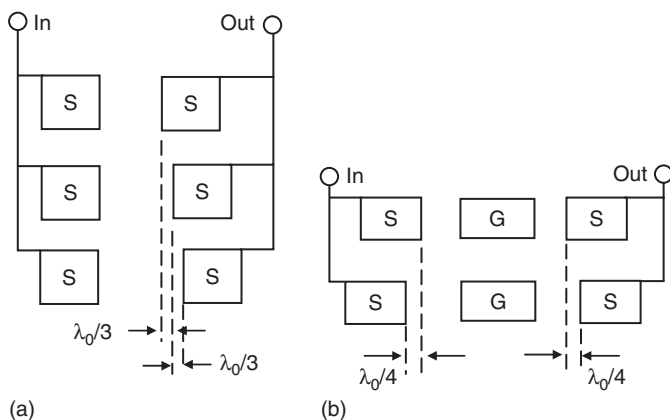 In Out
S S
S S
S S
λ₀/3
λ₀/3
(a)
In Out
S G S
S G S
λ₀/4 λ₀/4
(b)